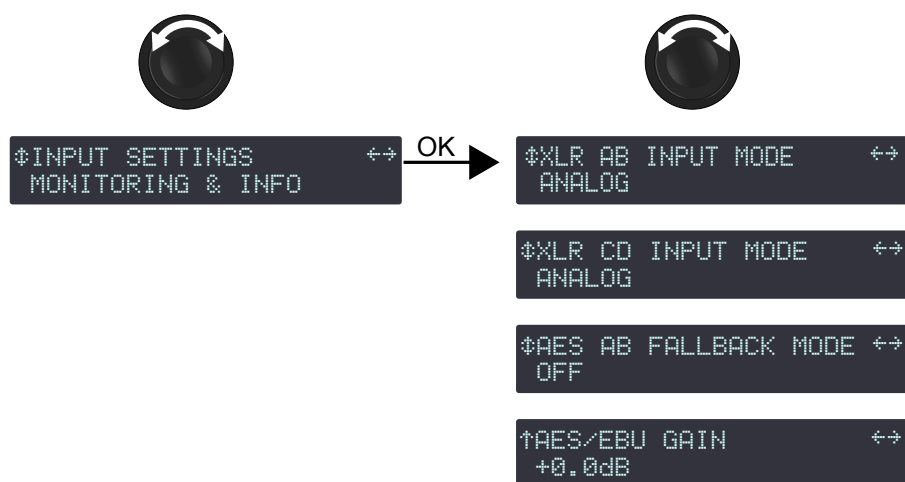 ⇕INPUT SETTINGS ↔
MONITORING & INFO
OK
⇕XLR AB INPUT MODE ↔
ANALOG
⇕XLR CD INPUT MODE ↔
ANALOG
⇕AES AB FALLBACK MODE ↔
OFF
↑AES/EBU GAIN ↔
+0.0dB